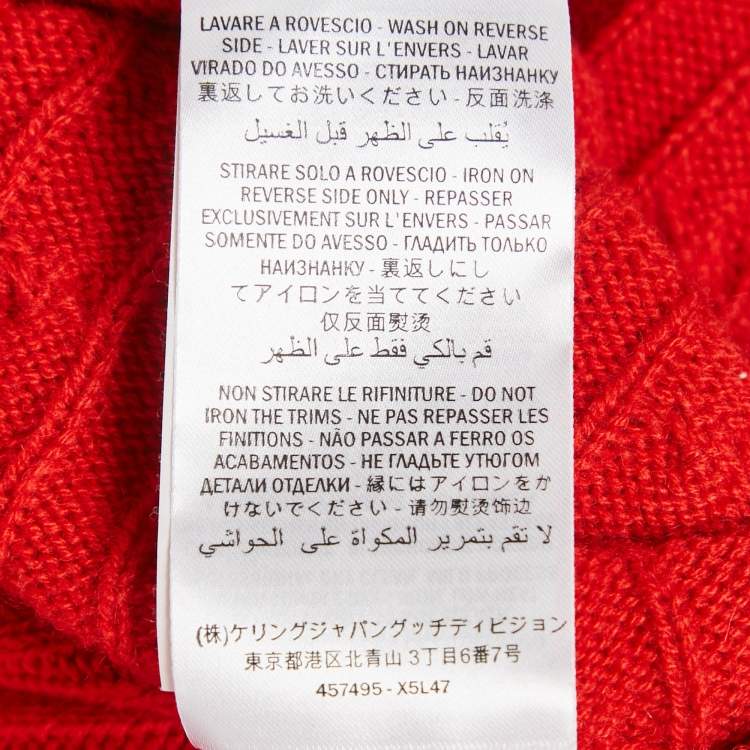 LAVARE A ROVESCIO - WASH ON REVERSE
SIDE - LAVER SUR L'ENVERS - LAVAR
VIRADO DO AVESSO - СТИРАТЬ НАИЗНАНКУ
裏返してお洗いください - 反面洗涤
يُقلب على الظهر قبل الغسيل
STIRARE SOLO A ROVESCIO - IRON ON
REVERSE SIDE ONLY - REPASSER
EXCLUSIVEMENT SUR L'ENVERS - PASSAR
SOMENTE DO AVESSO - ГЛАДИТЬ ТОЛЬКО
НАИЗНАНКУ - 裏返しにし
てアイロンを当ててください
仅反面熨烫
قم بالكي فقط على الظهر
NON STIRARE LE RIFINITURE - DO NOT
IRON THE TRIMS - NE PAS REPASSER LES
FINITIONS - NÃO PASSAR A FERRO OS
ACABAMENTOS - НЕ ГЛАДЬТЕ УТЮГОМ
ДЕТАЛИ ОТДЕЛКИ - 縁にはアイロンをか
けないでください - 请勿熨烫饰边
لا تقم بتمرير المكواة على الحواشي
(株)ケリングジャパングッチディビジョン
東京都港区北青山 3丁目6番7号
457495 - X5L47